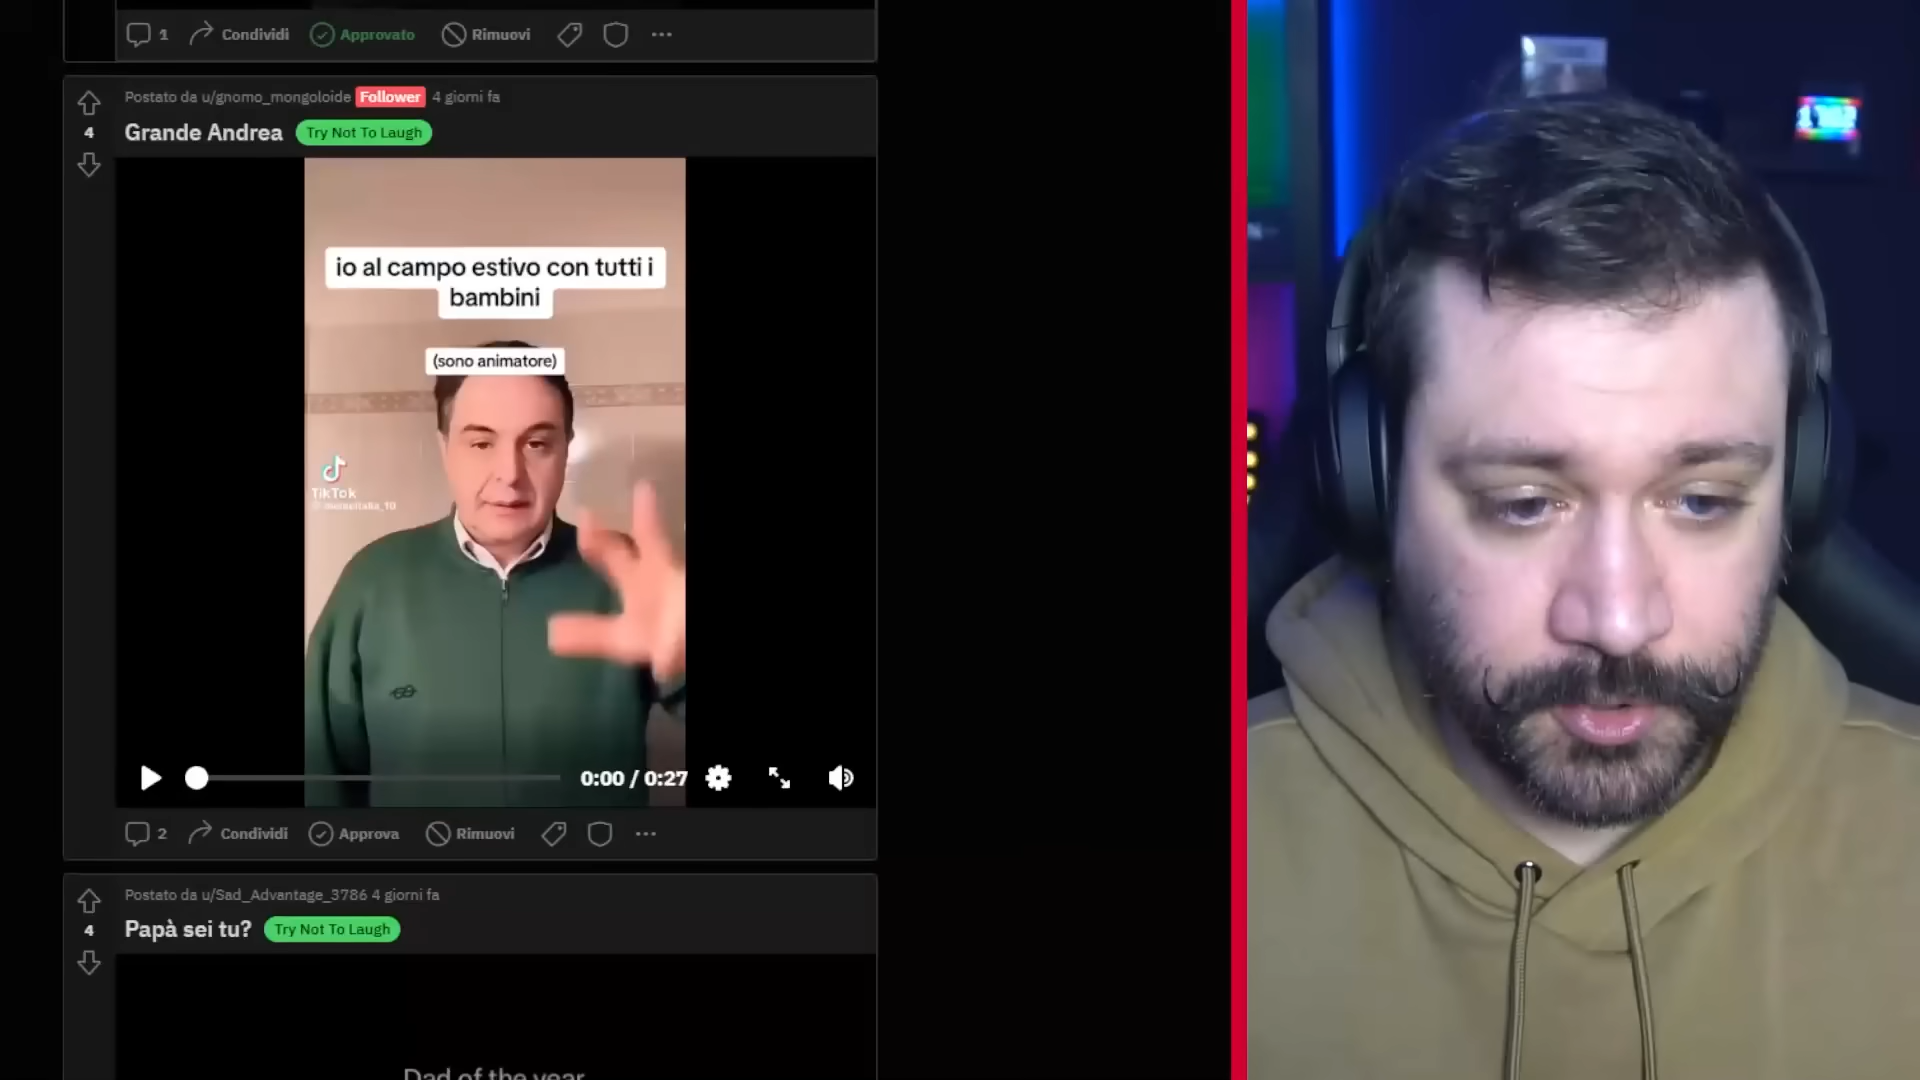 1 Condividi Approvato Rimuovi
Postato da u/gnomo_mongoloide Follower 4 giorni fa
4
Grande Andrea Try Not To Laugh
io al campo estivo con tutti i
bambini
(sono animatore)
TikTok
0:00 / 0:27
2 Condividi Approva Rimuovi
Postato da u/Sad_Advantage_3786 4 giorni fa
4
Papà sei tu? Try Not To Laugh
Dad of the year